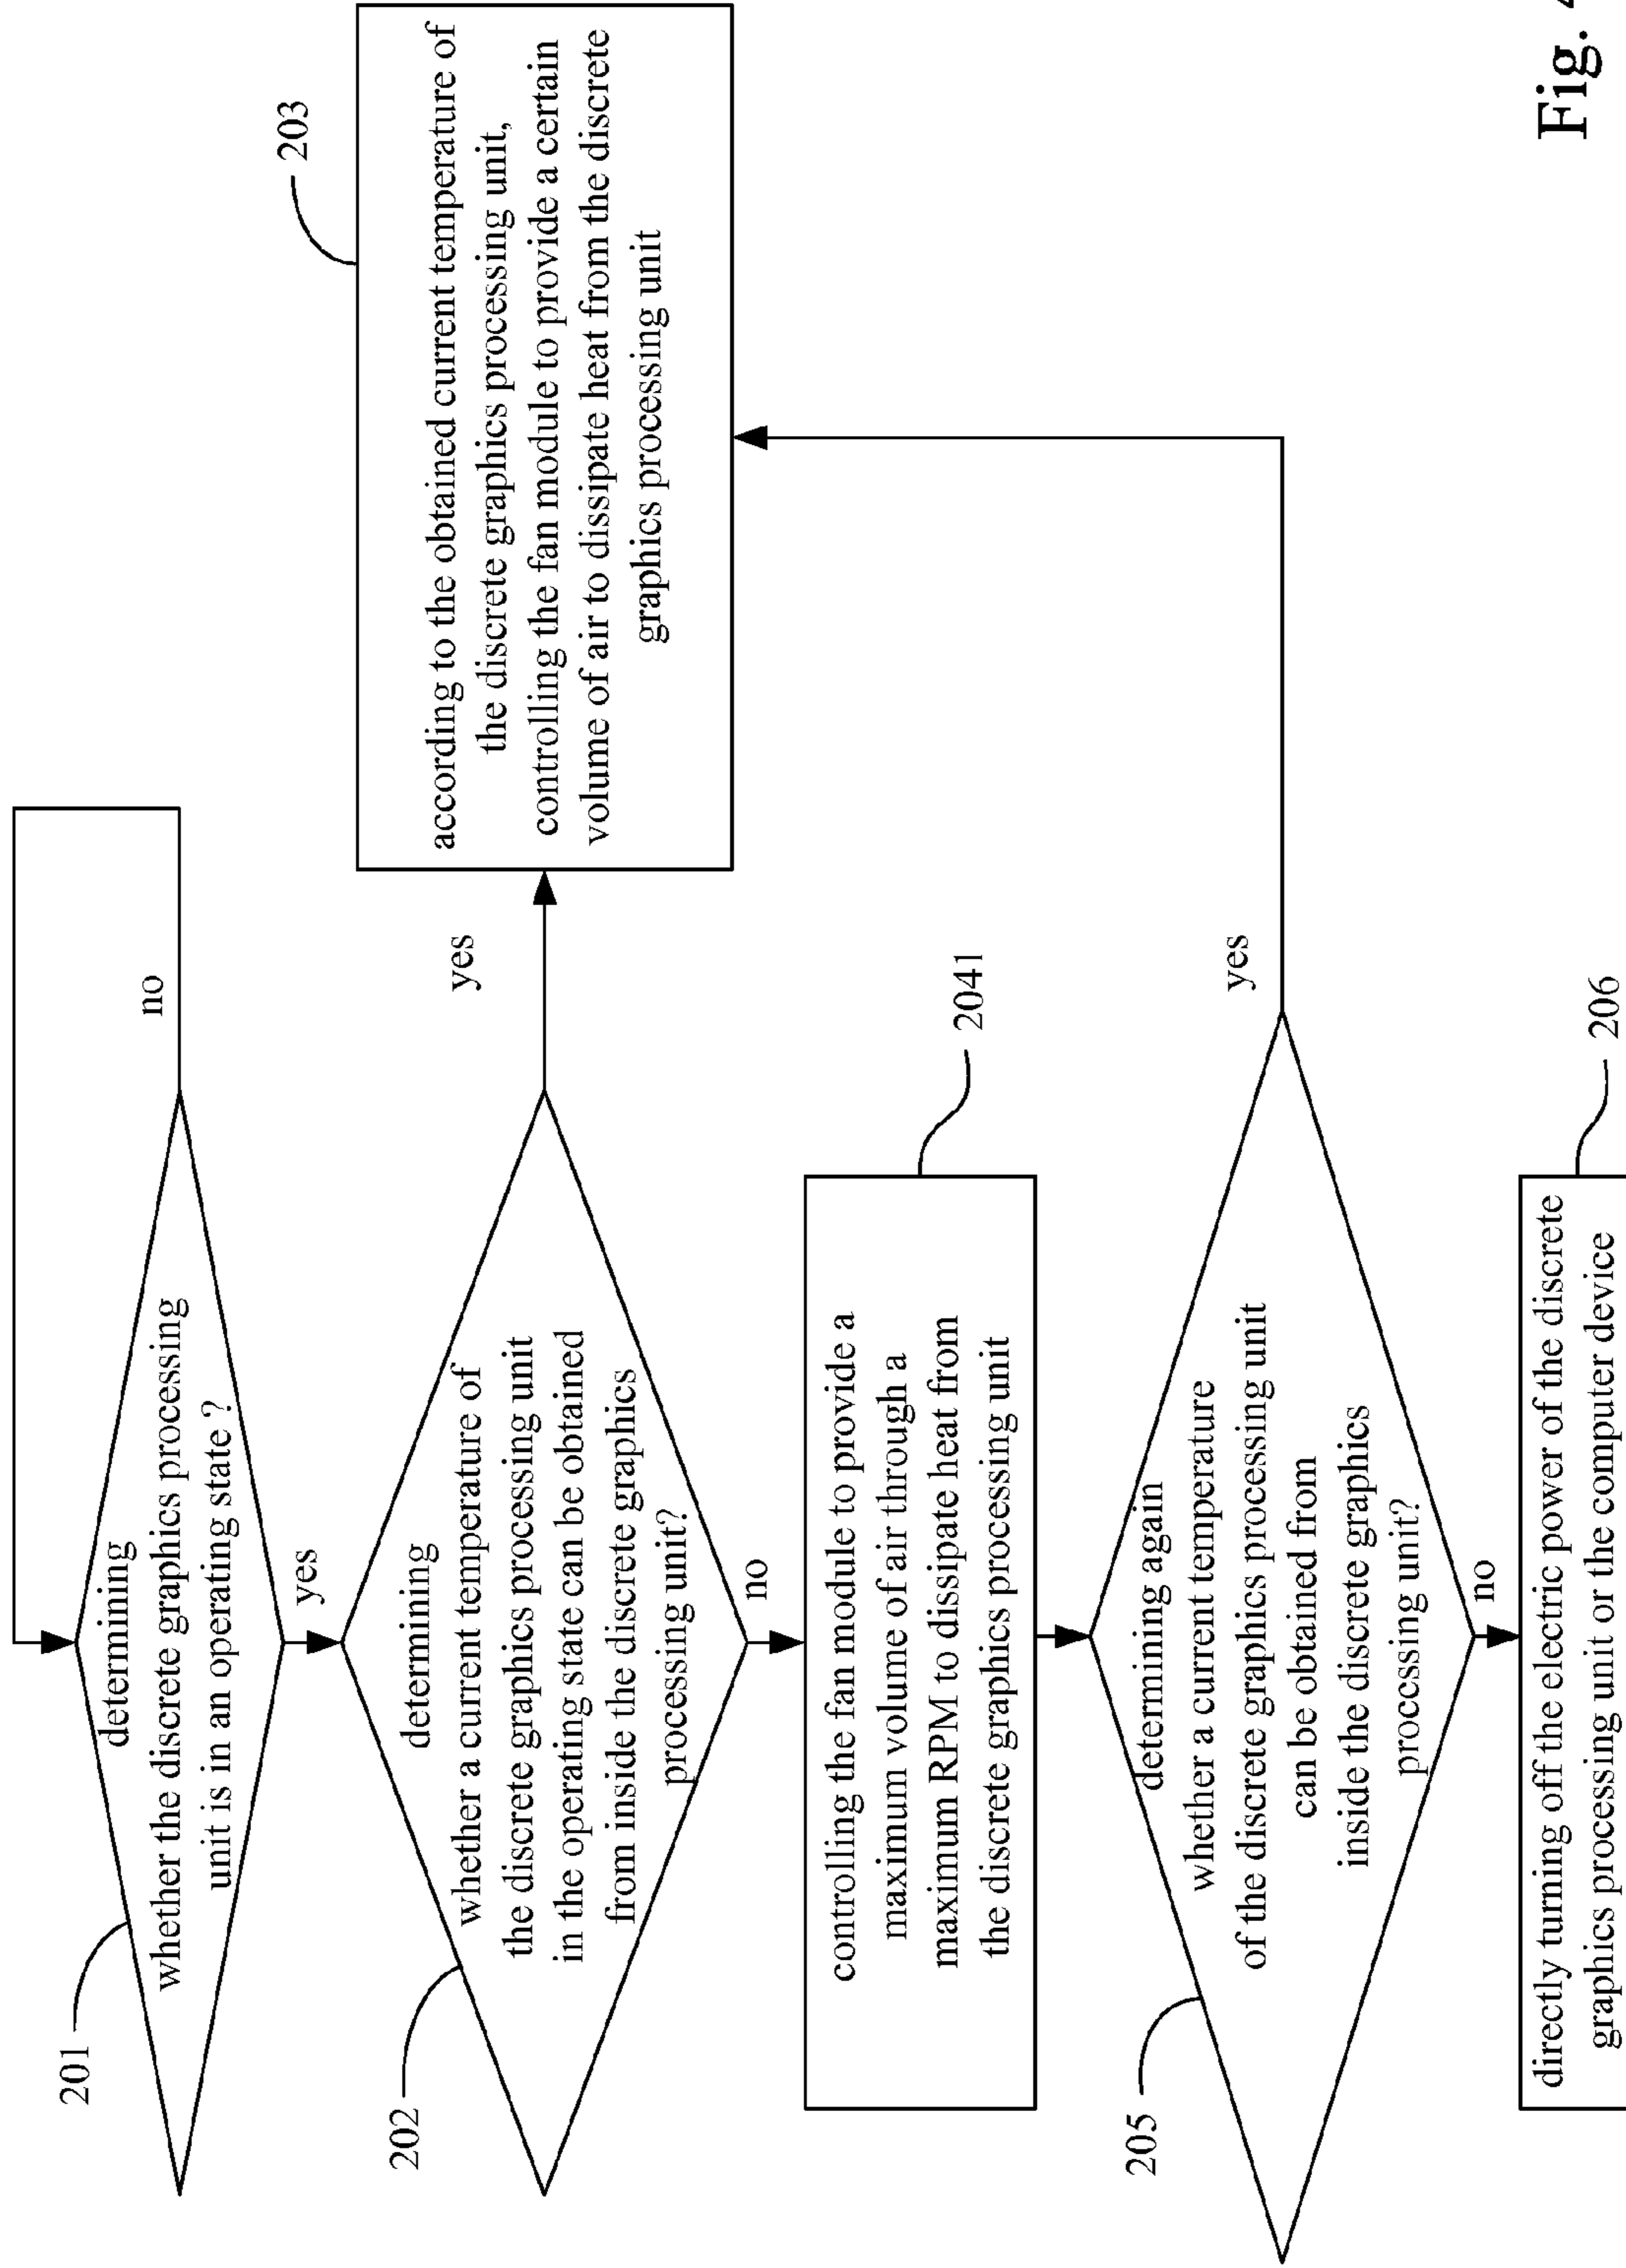 201
determining
whether the discrete graphics processing
unit is in an operating state ?
no
yes
202
determining
whether a current temperature of
the discrete graphics processing unit
in the operating state can be obtained
from inside the discrete graphics
processing unit?
yes
no
203
according to the obtained current temperature of
the discrete graphics processing unit,
controlling the fan module to provide a certain
volume of air to dissipate heat from the discrete
graphics processing unit
2041
controlling the fan module to provide a
maximum volume of air through a
maximum RPM to dissipate heat from
the discrete graphics processing unit
205
determining again
whether a current temperature
of the discrete graphics processing unit
can be obtained from
inside the discrete graphics
processing unit?
yes
no
206
directly turning off the electric power of the discrete
graphics processing unit or the computer device
Fig. 4